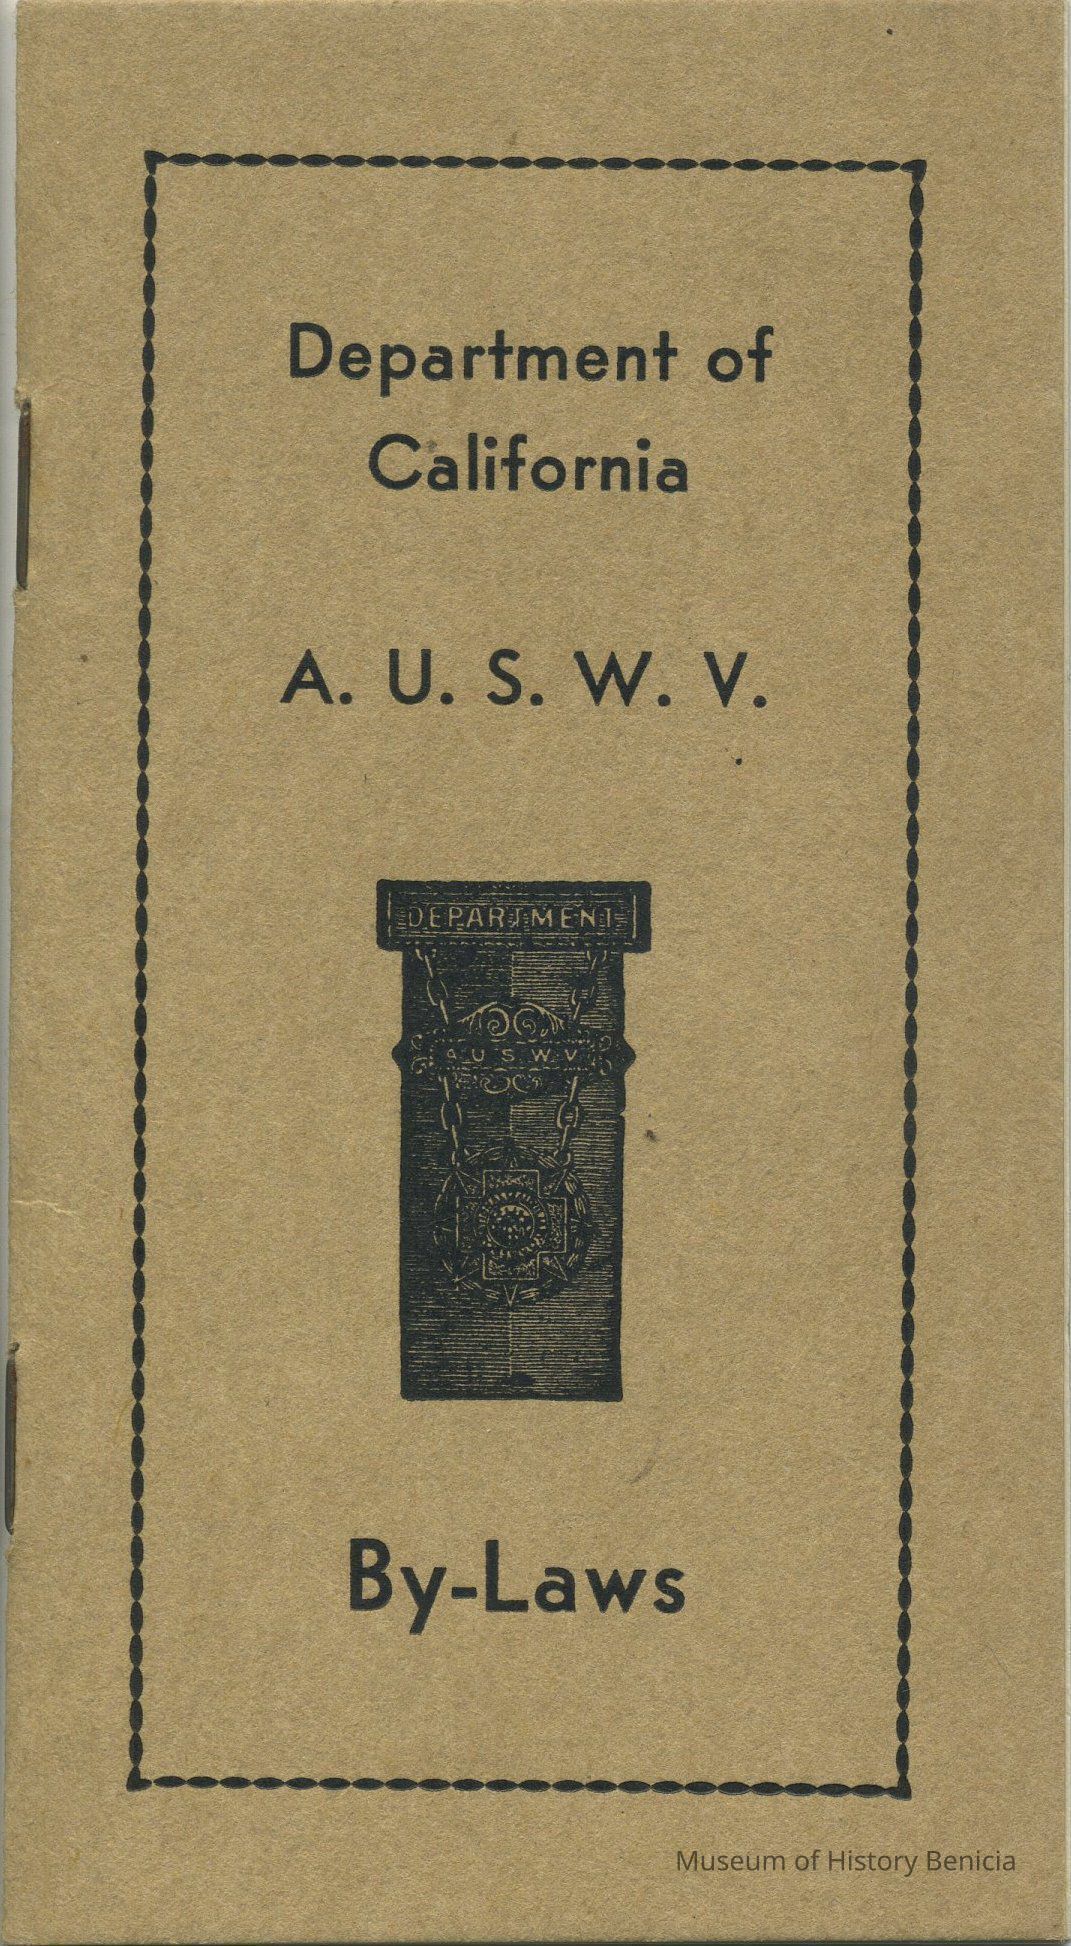 Department of
California
A. U. S. W. V.
DEPARTMENT
A U S W V
By-Laws
Museum of History Benicia